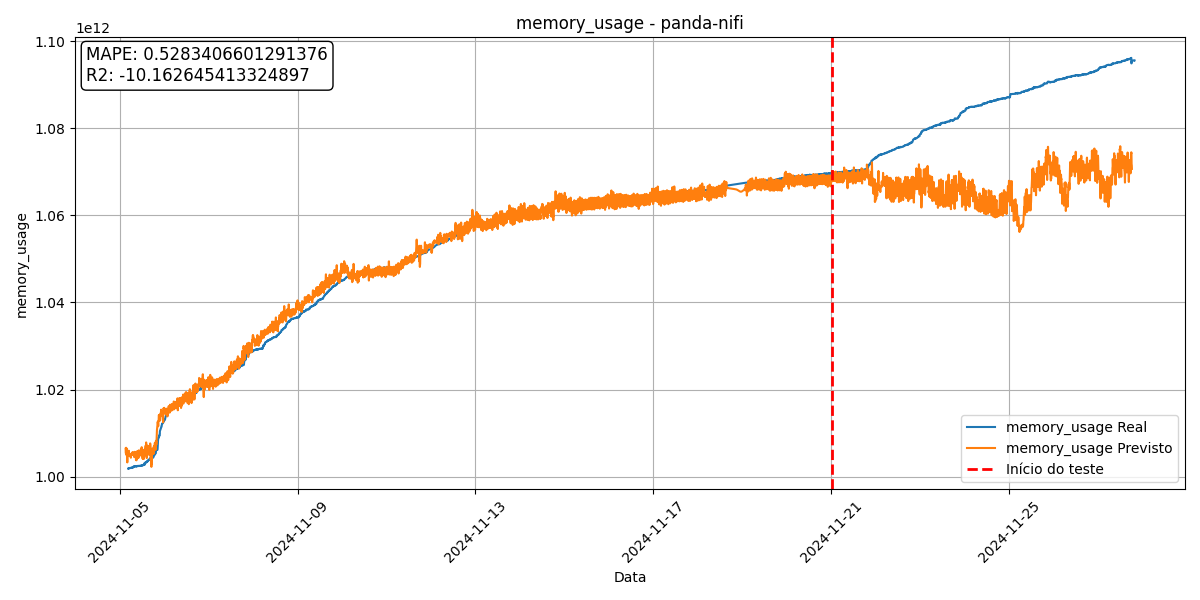 memory_usage - panda-nifi
1e12
MAPE: 0.5283406601291376
R2: -10.162645413324897
1.10
1.08
1.06
1.04
1.02
1.00
memory_usage
memory_usage Real
memory_usage Previsto
Início do teste
2024-11-05
2024-11-09
2024-11-13
2024-11-17
2024-11-21
2024-11-25
Data